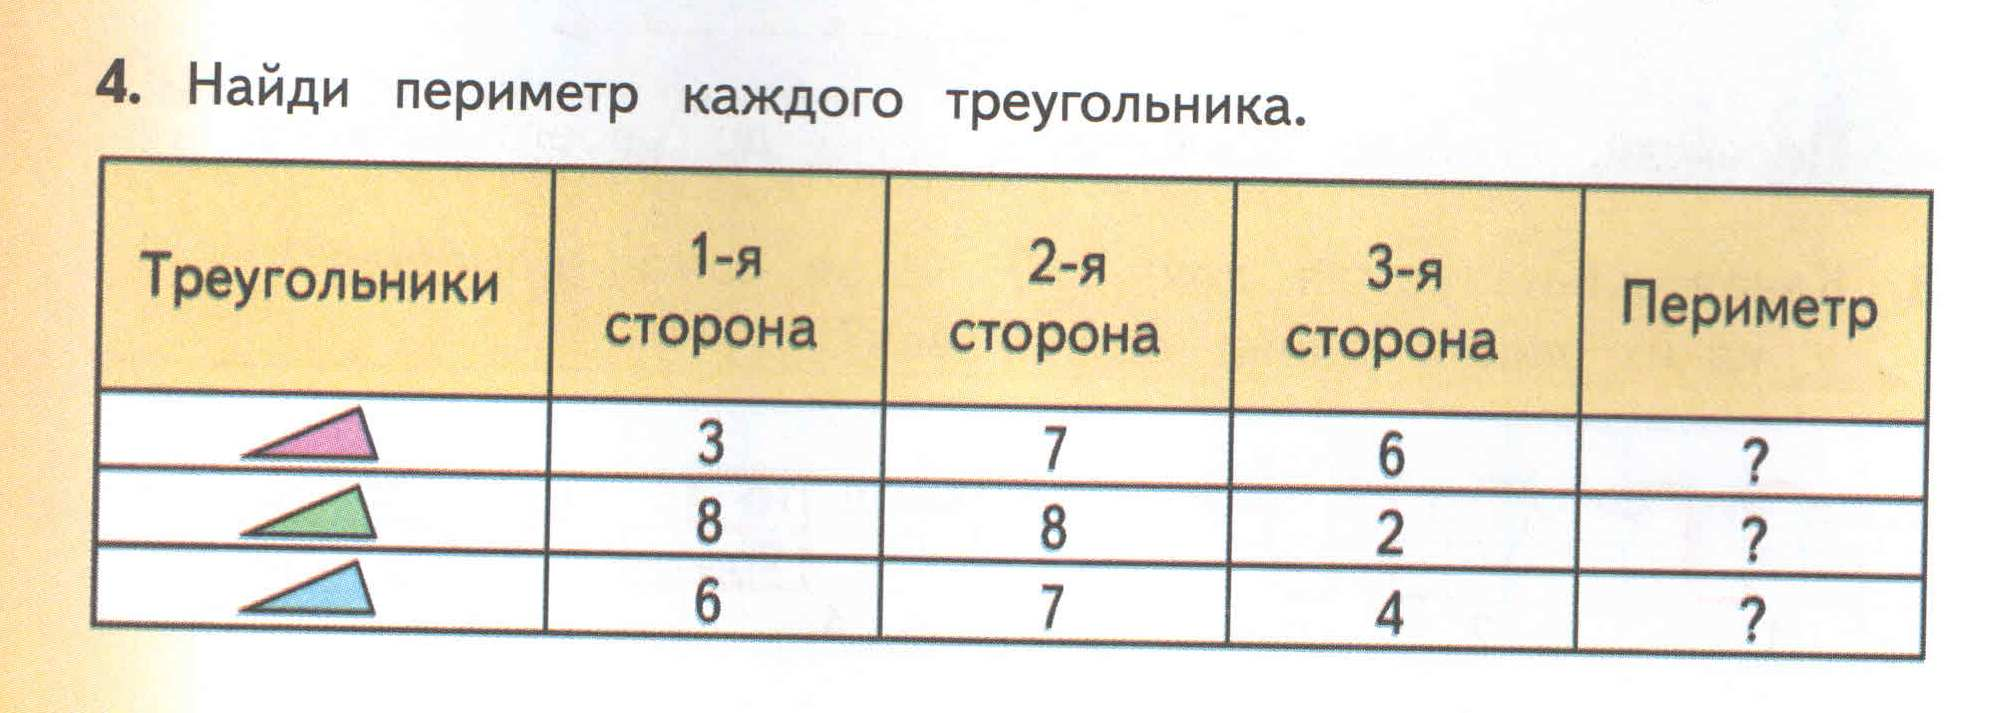 4. Найди периметр каждого треугольника.
Треугольники 1-я сторона 2-я сторона 3-я сторона Периметр
3 7 6 ?
8 8 2 ?
6 7 4 ?